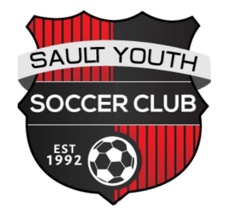 SAULT YOUTH
SOCCER CLUB
EST
1992